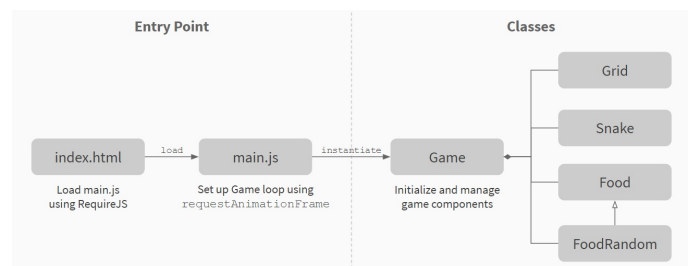 Entry Point
Classes
Grid
Snake
index.html
load
main.js
instantiate
Game
Food
Load main.js
using RequireJS
Set up Game loop using
requestAnimationFrame
Initialize and manage
game components
FoodRandom